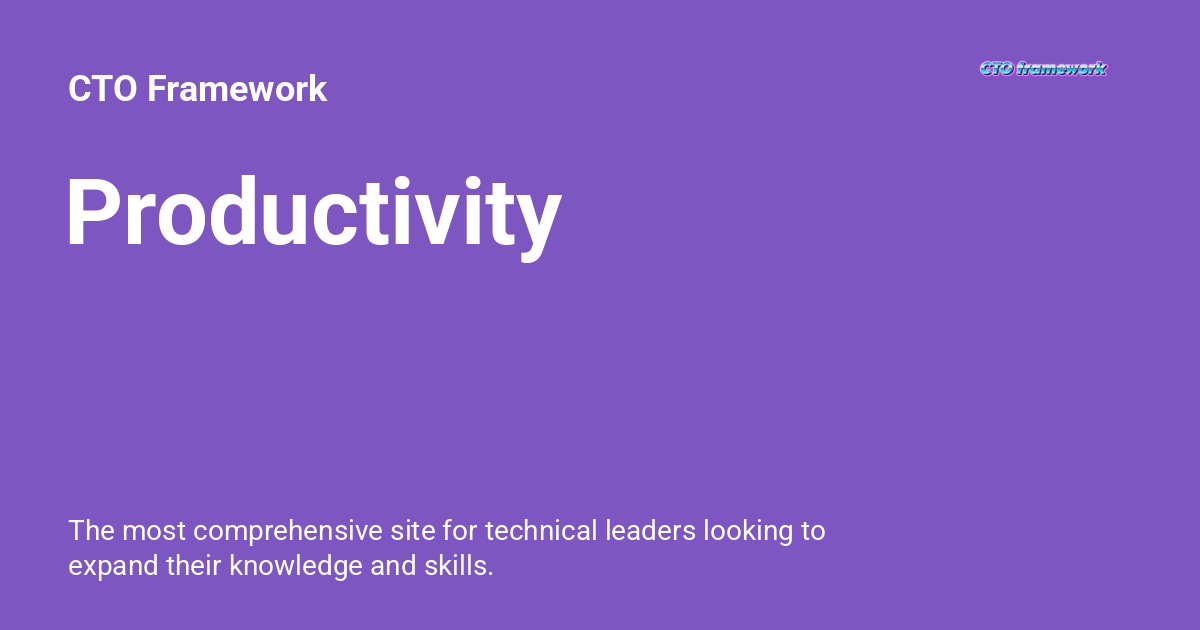 CTO Framework
CTO framework
Productivity
The most comprehensive site for technical leaders looking to
expand their knowledge and skills.